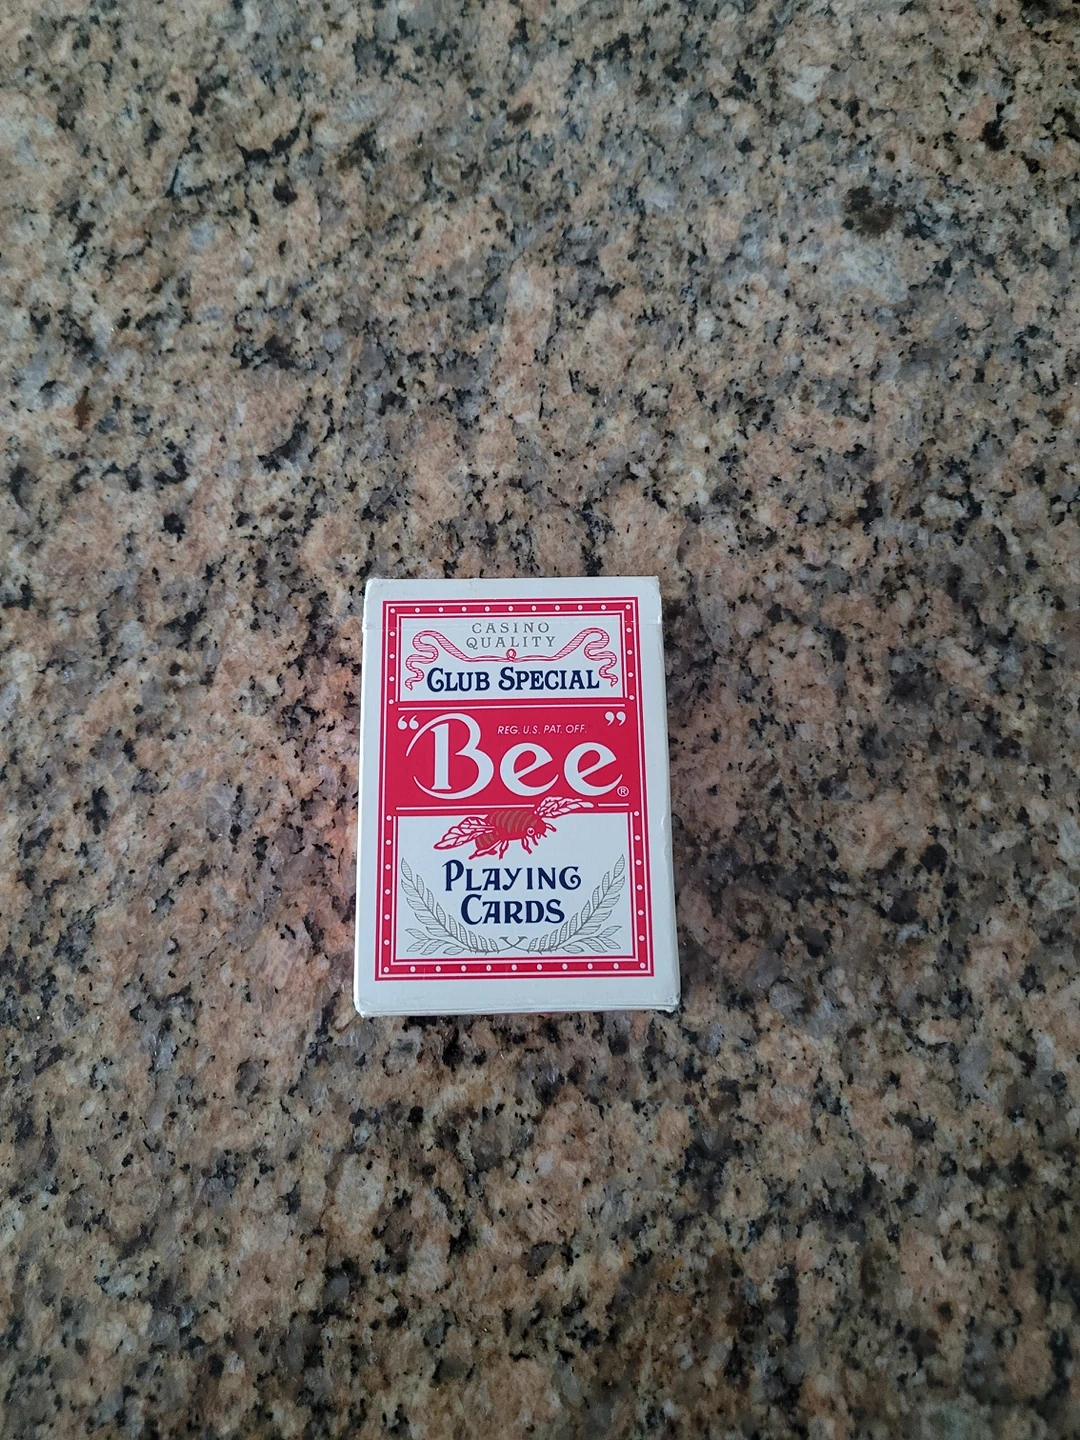 CASINO
QUALITY
CLUB SPECIAL
REG. U.S. PAT. OFF.
"Bee"®
PLAYING
CARDS